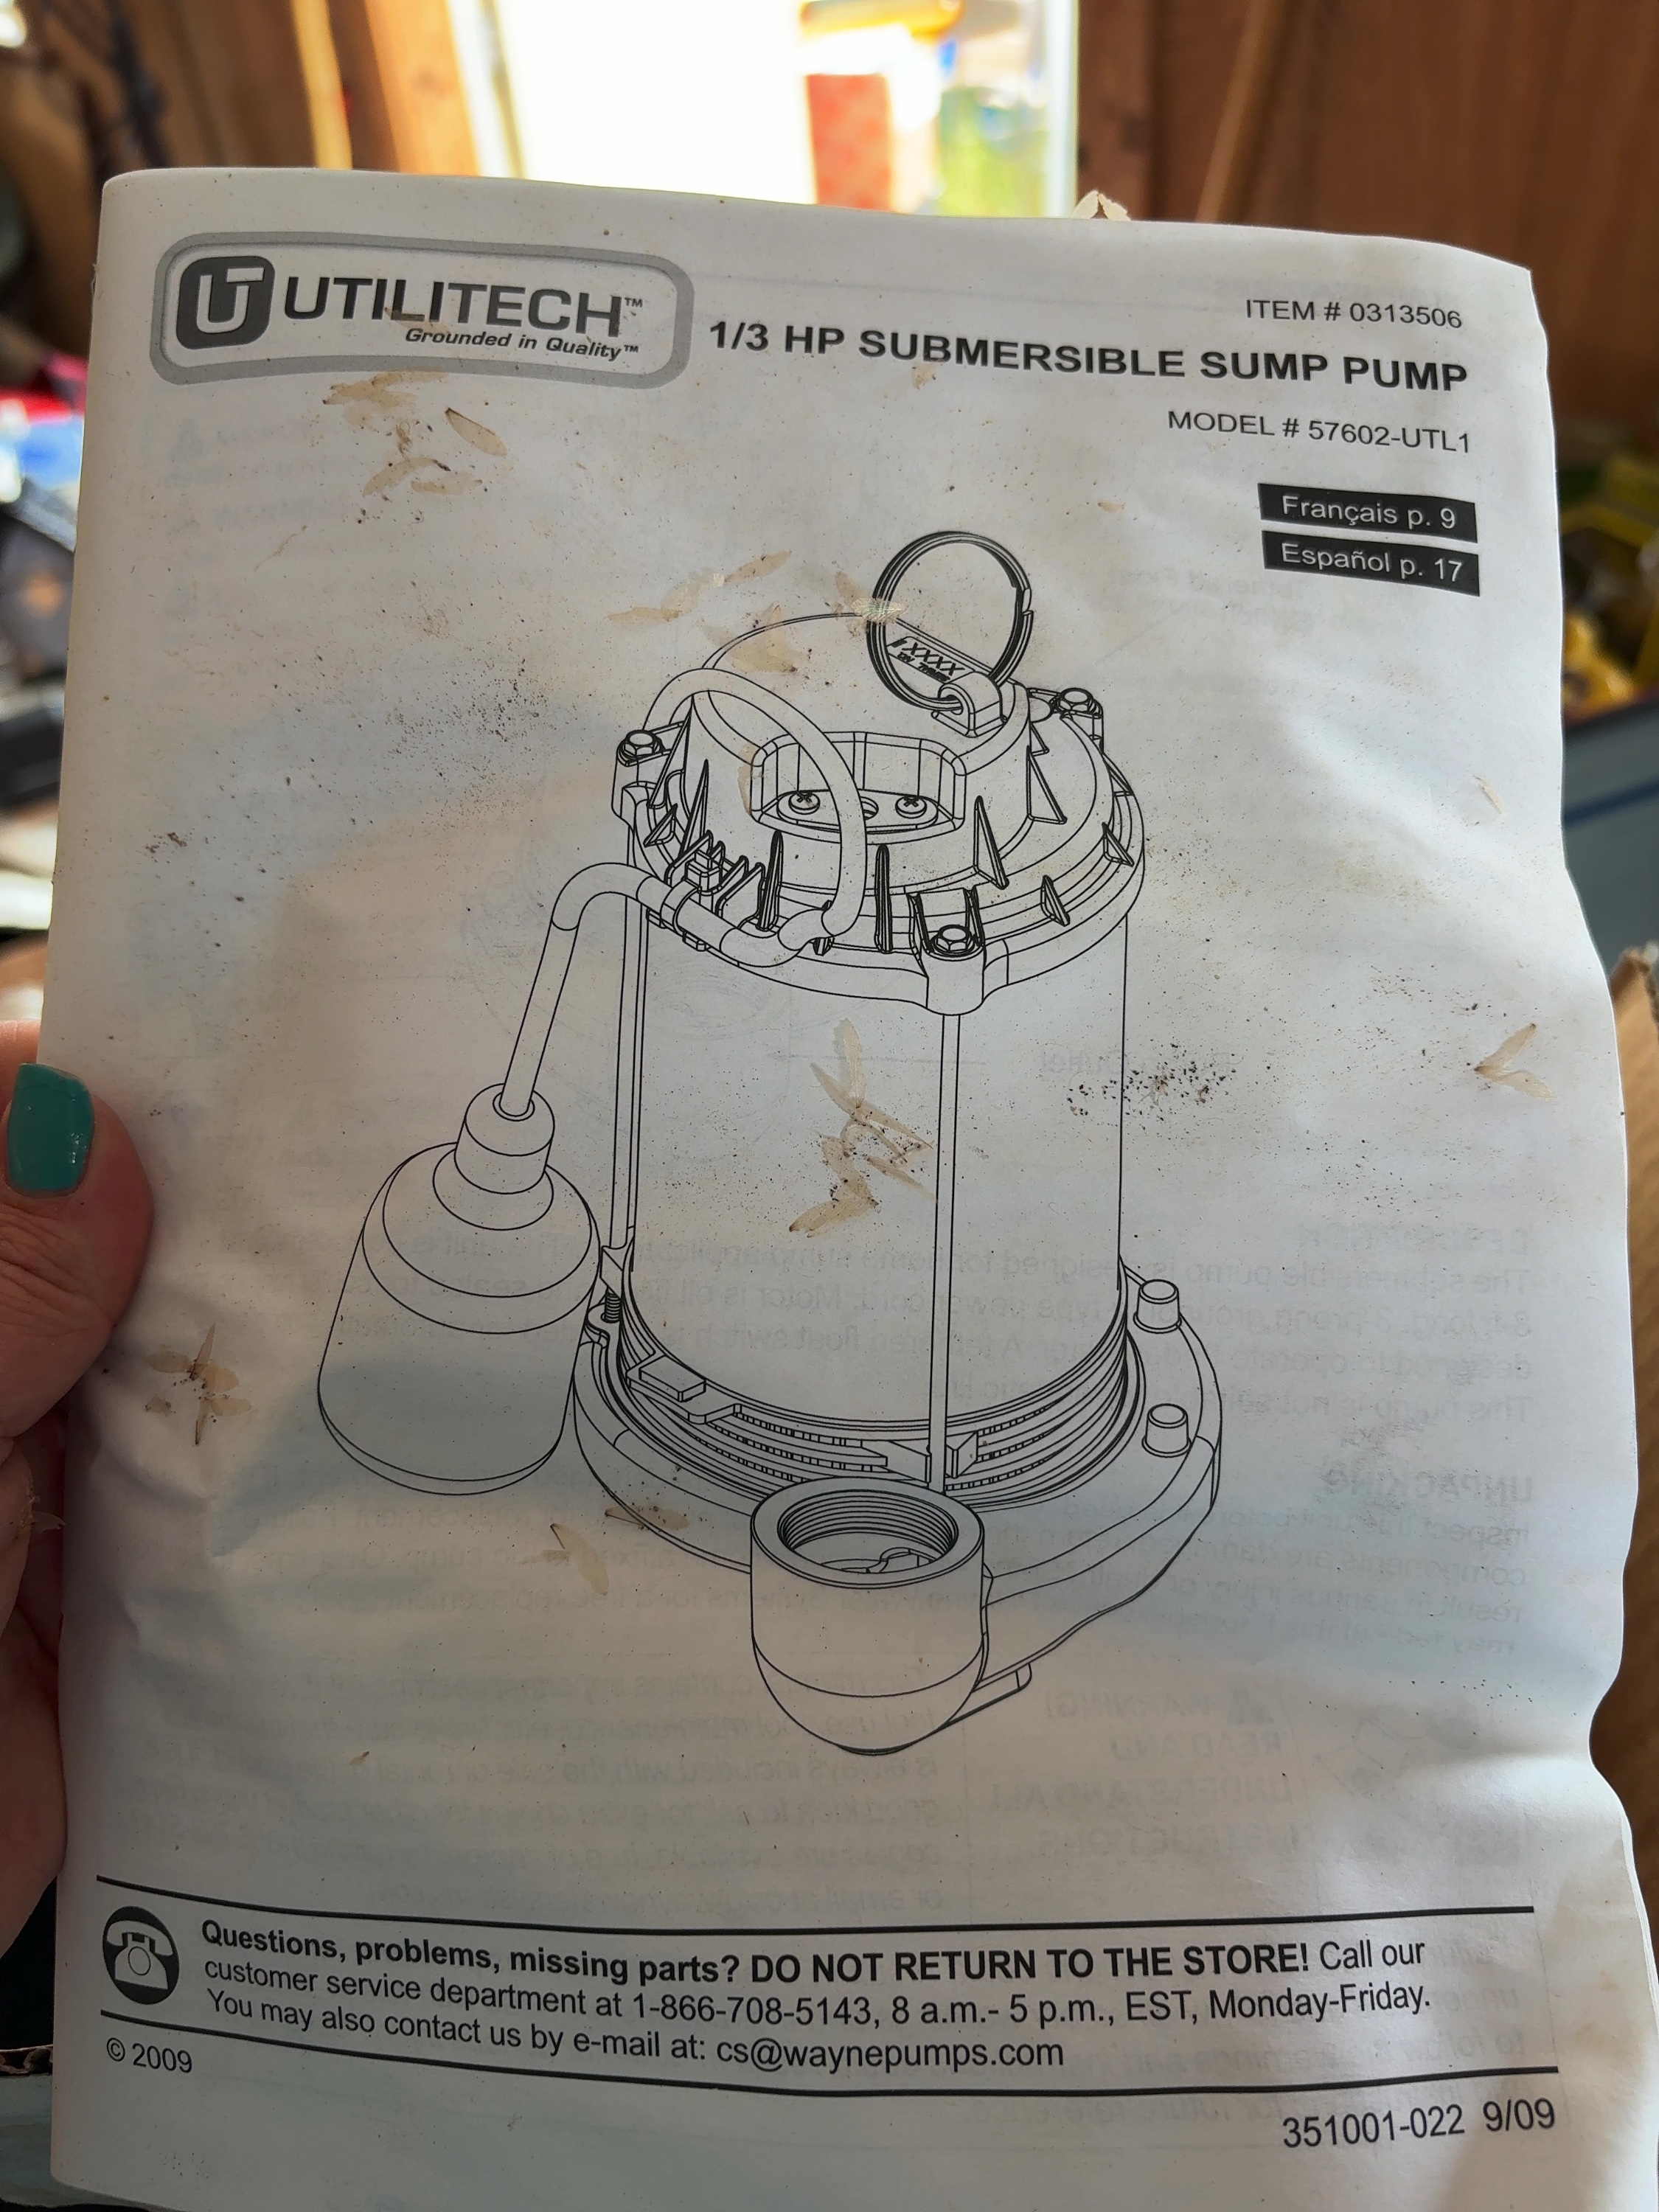 UT UTILITECH™
Grounded in Quality™
ITEM # 0313506
1/3 HP SUBMERSIBLE SUMP PUMP
MODEL # 57602-UTL1
Français p. 9
Español p. 17
XXXX
Questions, problems, missing parts? DO NOT RETURN TO THE STORE! Call our
customer service department at 1-866-708-5143, 8 a.m.- 5 p.m., EST, Monday-Friday.
You may also contact us by e-mail at: cs@waynepumps.com
© 2009
351001-022 9/09